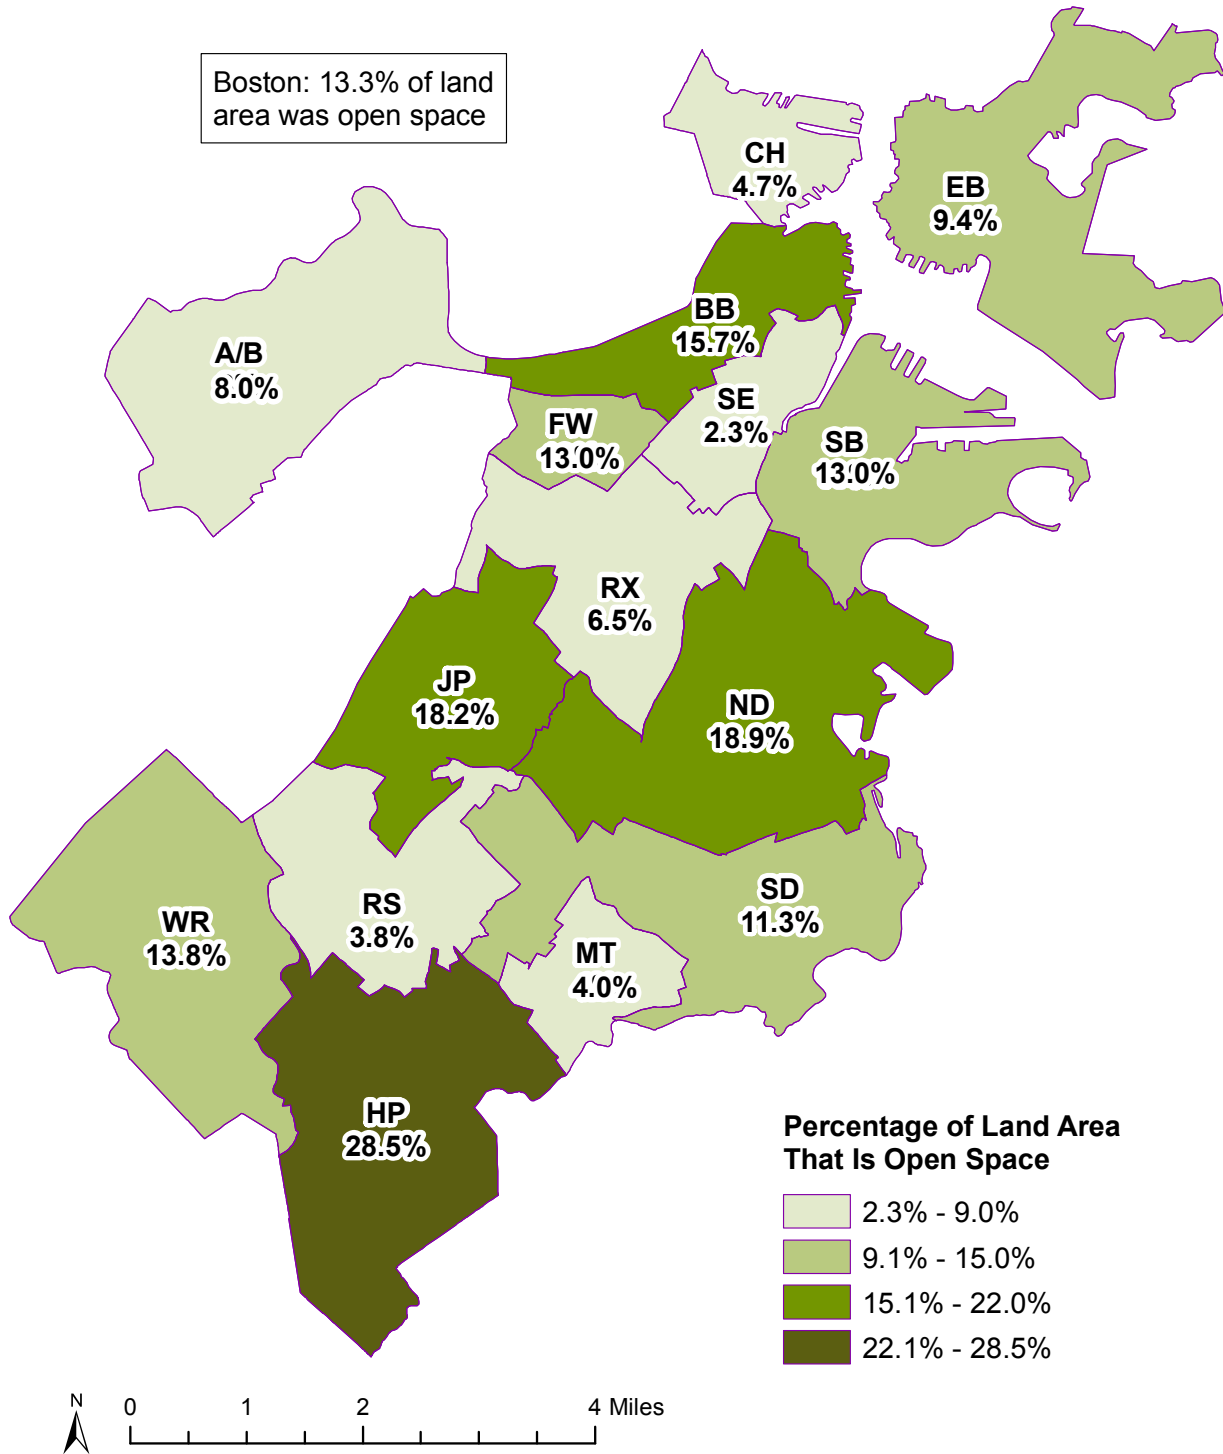 Boston: 13.3% of land
area was open space
CH
4.7%
EB
9.4%
BB
15.7%
A/B
8.0%
SE
2.3%
FW
13.0%
SB
13.0%
RX
6.5%
JP
18.2%
ND
18.9%
SD
11.3%
RS
3.8%
WR
13.8%
MT
4.0%
HP
28.5%
Percentage of Land Area
That Is Open Space
2.3% - 9.0%
9.1% - 15.0%
15.1% - 22.0%
22.1% - 28.5%
N
0 1 2 4 Miles